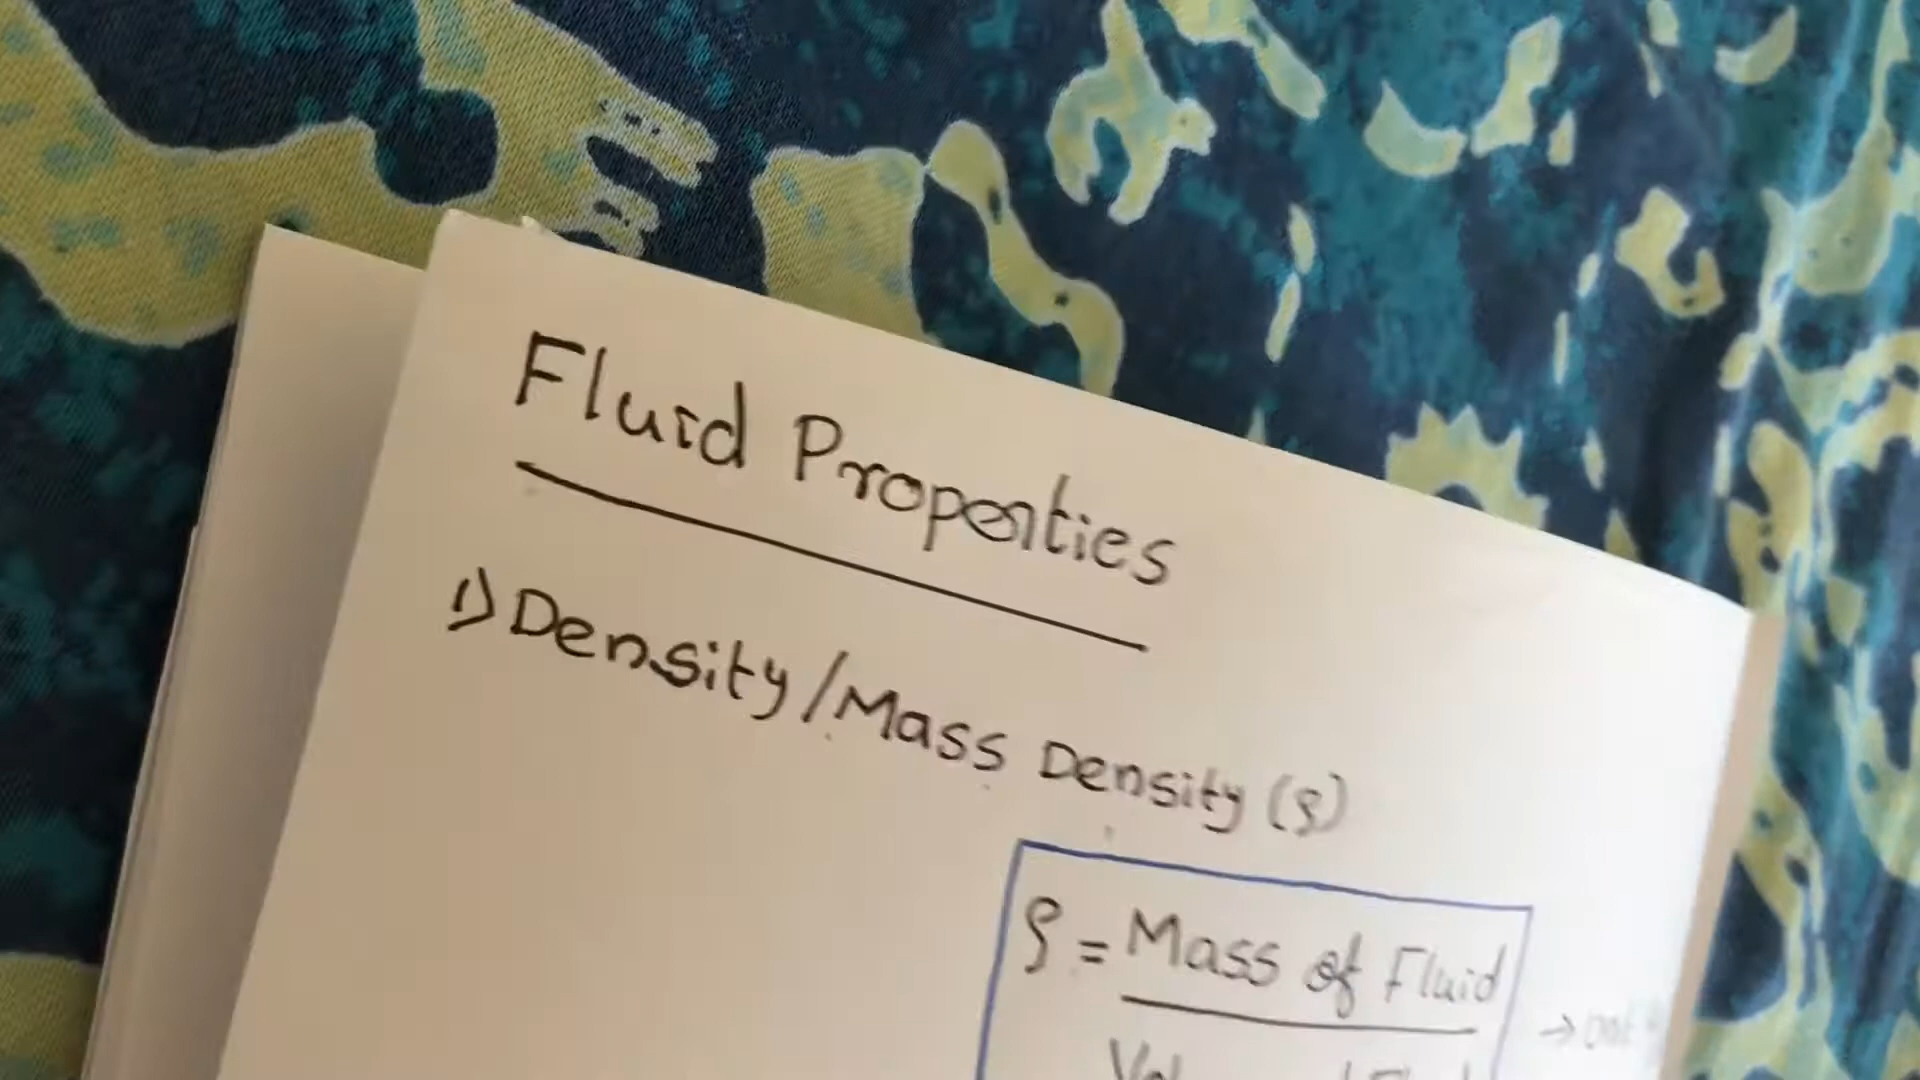 Fluid Properties
1) Density/Mass Density (ρ)
ρ = Mass of Fluid